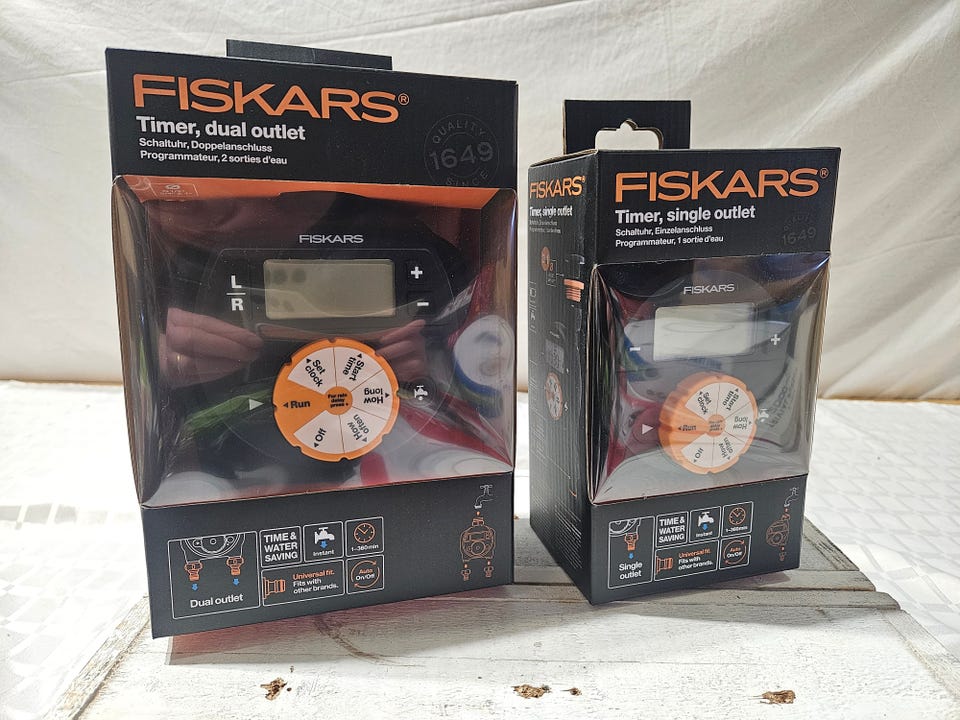 FISKARS®
Timer, dual outlet
Schaltuhr, Doppelanschluss
Programmateur, 2 sorties d'eau
QUALITY
1649
SINCE
FISKARS
L
R
+
−
Set clock
Start time
How long
How often
Off
Run
For rain delay press
Dual outlet
TIME &
WATER
SAVING
Instant
1–360min
Universal fit.
Fits with
other brands.
Auto
On/Off
FISKARS®
Timer, single outlet
FISKARS®
Timer, single outlet
Schaltuhr, Einzelanschluss
Programmateur, 1 sortie d'eau
1649
FISKARS
−
+
Set clock
Start time
How long
How often
Off
Run
Single
outlet
TIME &
WATER
SAVING
Instant
1–360min
Universal fit.
Fits with
other brands.
Auto
On/Off